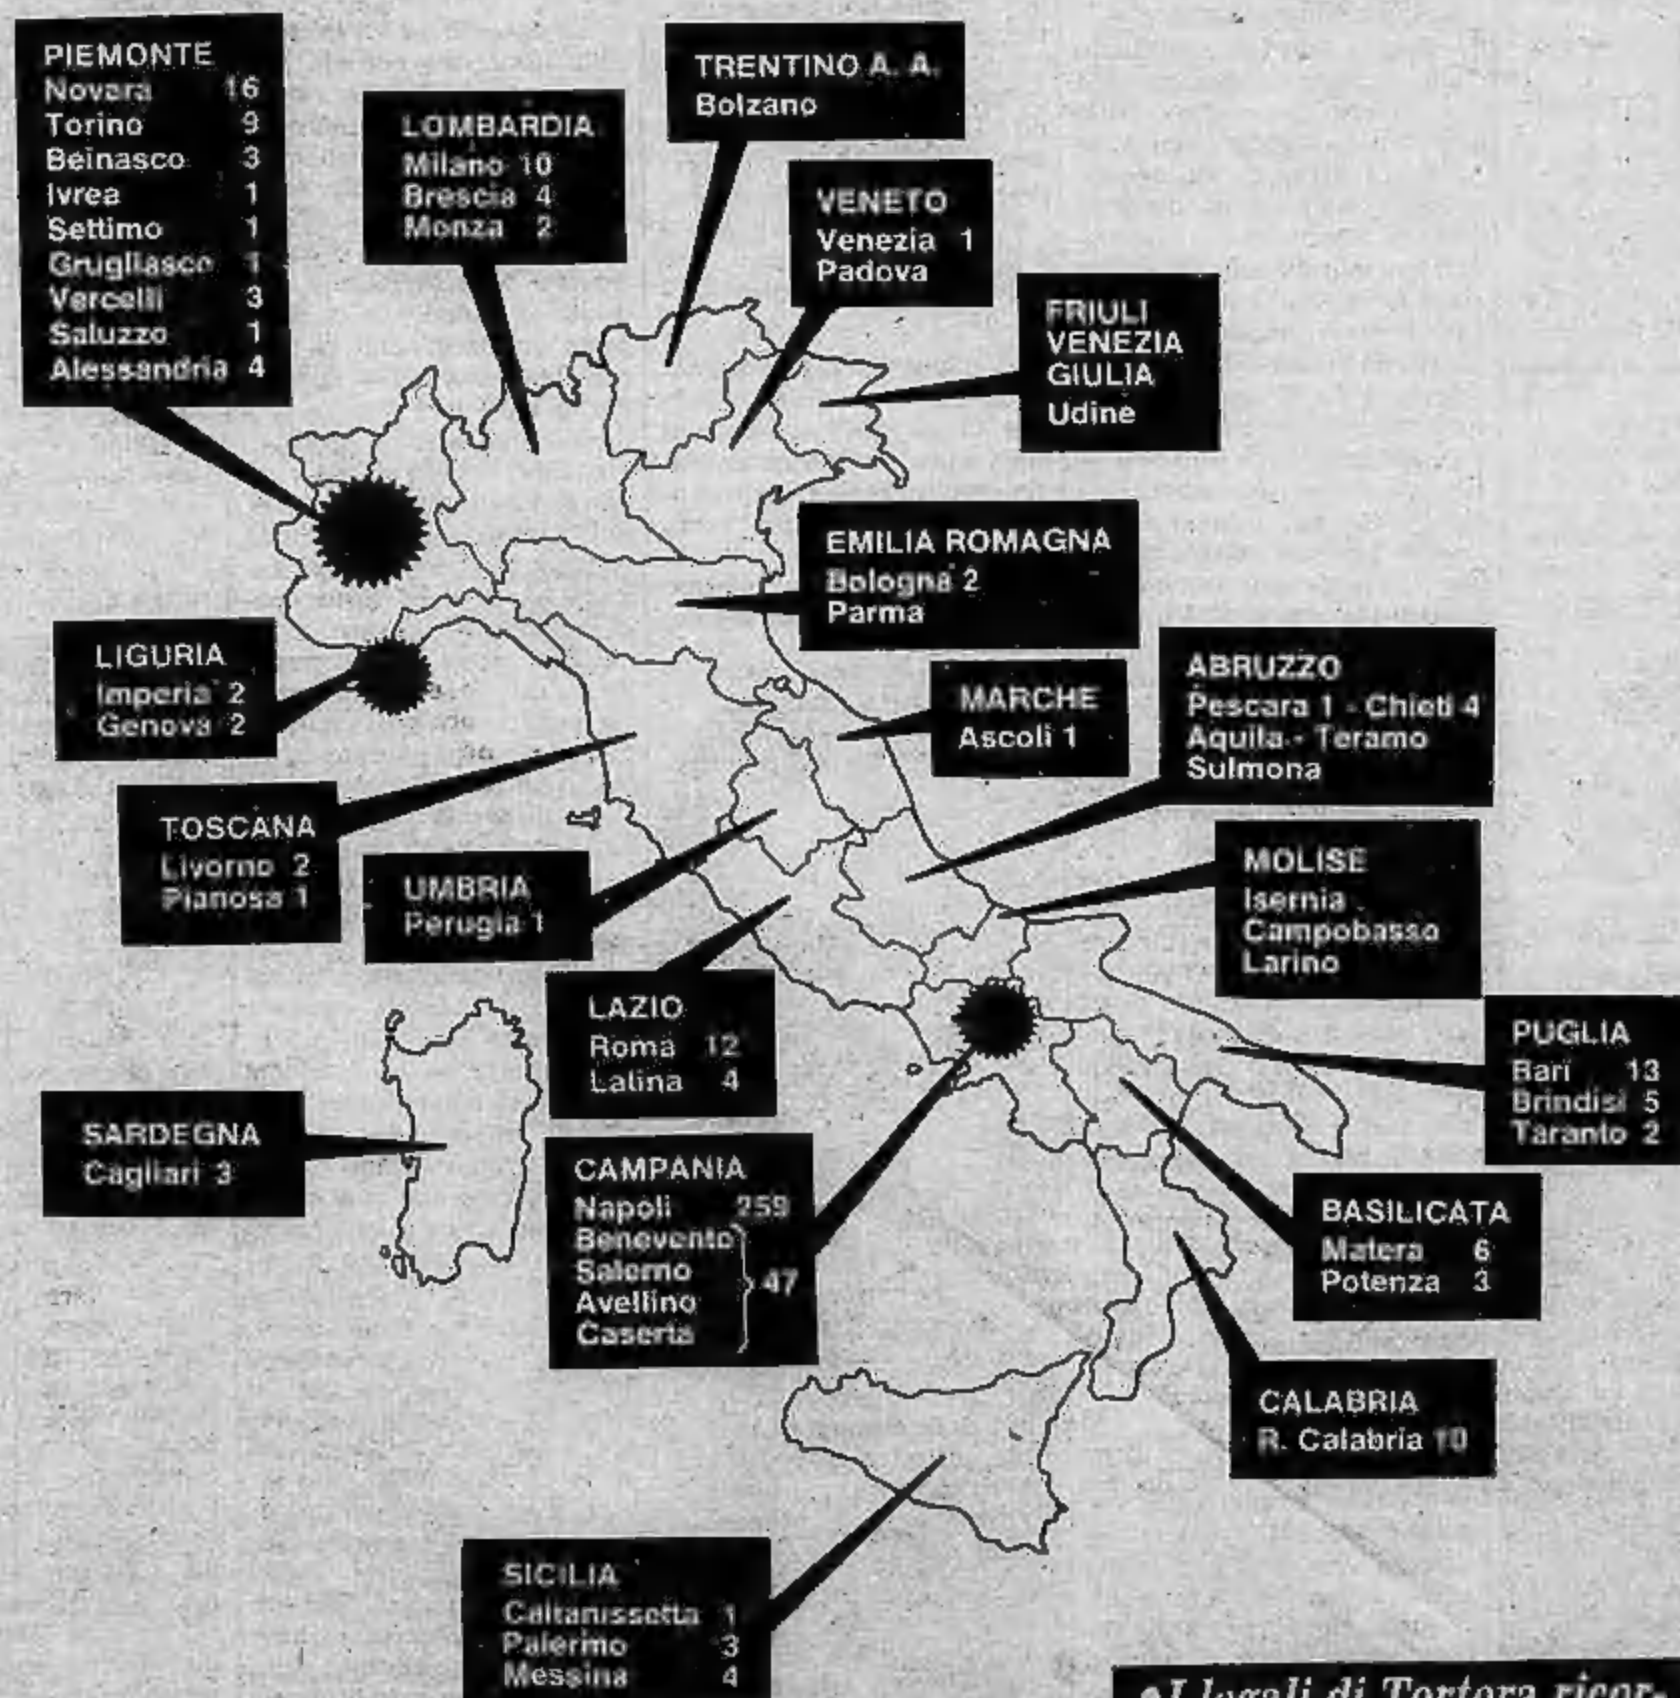 PIEMONTE
Novara 16
Torino 9
Beinasco 3
Ivrea 1
Settimo 1
Grugliasco 1
Vercelli 3
Saluzzo 1
Alessandria 4
LOMBARDIA
Milano 10
Brescia 4
Monza 2
TRENTINO A. A.
Bolzano
VENETO
Venezia 1
Padova
FRIULI
VENEZIA
GIULIA
Udine
EMILIA ROMAGNA
Bologna 2
Parma
LIGURIA
Imperia 2
Genova 2
MARCHE
Ascoli 1
ABRUZZO
Pescara 1 - Chieti 4
Aquila - Teramo
Sulmona
TOSCANA
Livorno 2
Pianosa 1
UMBRIA
Perugia 1
MOLISE
Isernia
Campobasso
Larino
LAZIO
Roma 12
Latina 4
PUGLIA
Bari 13
Brindisi 5
Taranto 2
SARDEGNA
Cagliari 3
CAMPANIA
Napoli 259
Benevento
Salerno
Avellino
Caserta
47
BASILICATA
Matera 6
Potenza 3
CALABRIA
R. Calabria 10
SICILIA
Caltanissetta 1
Palermo 3
Messina 4
• I legali di Tortora ricor-